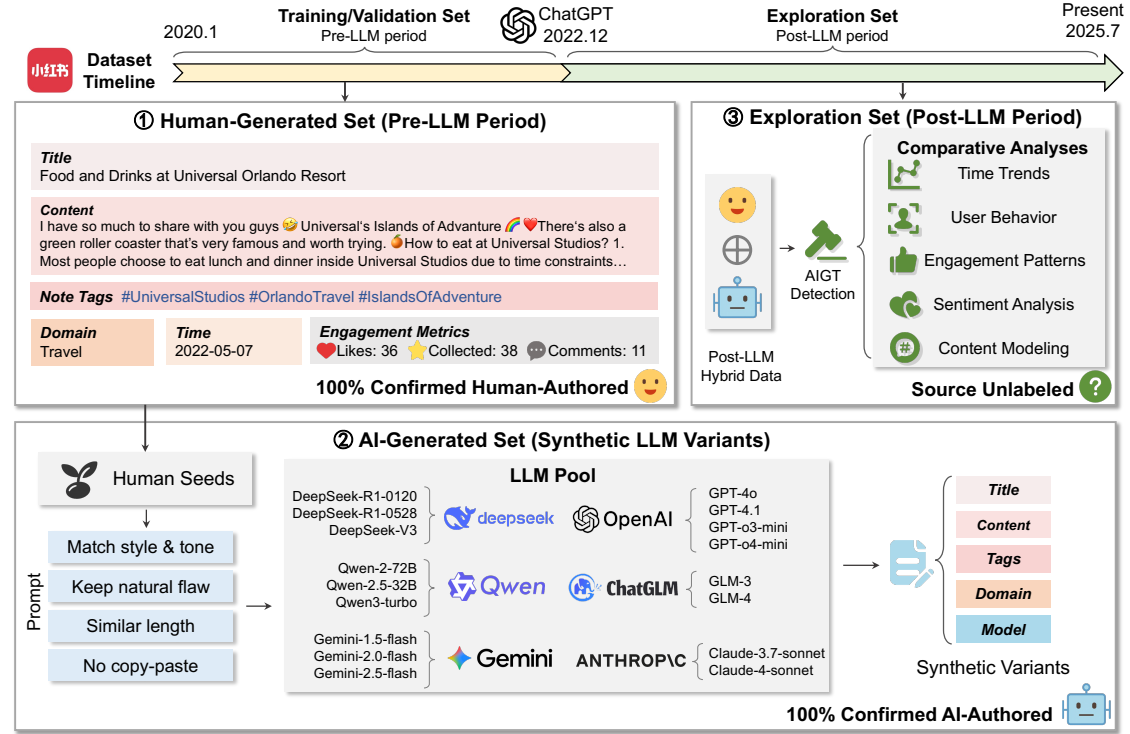 2020.1
Training/Validation Set
Pre-LLM period
ChatGPT
2022.12
Exploration Set
Post-LLM period
Present
2025.7
小红书
Dataset
Timeline
① Human-Generated Set (Pre-LLM Period)
Title
Food and Drinks at Universal Orlando Resort
Content
I have so much to share with you guys 🤣 Universal's Islands of Advanture 🌈 ❤️There's also a
green roller coaster that's very famous and worth trying. 🍊How to eat at Universal Studios? 1.
Most people choose to eat lunch and dinner inside Universal Studios due to time constraints…
Note Tags #UniversalStudios #OrlandoTravel #IslandsOfAdventure
Domain
Travel
Time
2022-05-07
Engagement Metrics
Likes: 36 Collected: 38 Comments: 11
100% Confirmed Human-Authored
③ Exploration Set (Post-LLM Period)
Post-LLM
Hybrid Data
AIGT
Detection
Comparative Analyses
Time Trends
User Behavior
Engagement Patterns
Sentiment Analysis
# Content Modeling
Source Unlabeled ?
② AI-Generated Set (Synthetic LLM Variants)
Human Seeds
Prompt
Match style & tone
Keep natural flaw
Similar length
No copy-paste
LLM Pool
DeepSeek-R1-0120
DeepSeek-R1-0528
DeepSeek-V3
deepseek
OpenAI
GPT-4o
GPT-4.1
GPT-o3-mini
GPT-o4-mini
Qwen-2-72B
Qwen-2.5-32B
Qwen3-turbo
Qwen
ChatGLM
GLM-3
GLM-4
Gemini-1.5-flash
Gemini-2.0-flash
Gemini-2.5-flash
Gemini
ANTHROP\C
Claude-3.7-sonnet
Claude-4-sonnet
Title
Content
Tags
Domain
Model
Synthetic Variants
100% Confirmed AI-Authored